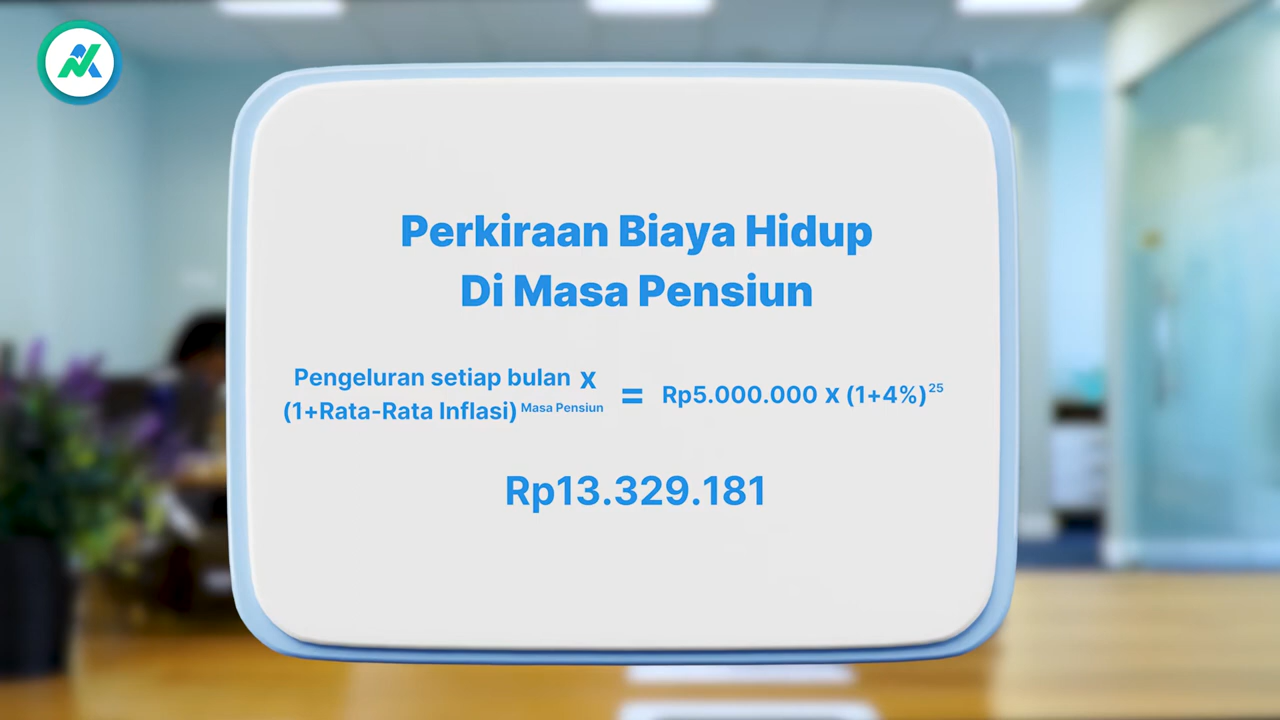 Perkiraan Biaya Hidup
Di Masa Pensiun
Pengeluran setiap bulan x
(1+Rata-Rata Inflasi)^Masa Pensiun
= Rp5.000.000 x (1+4%)^25
Rp13.329.181